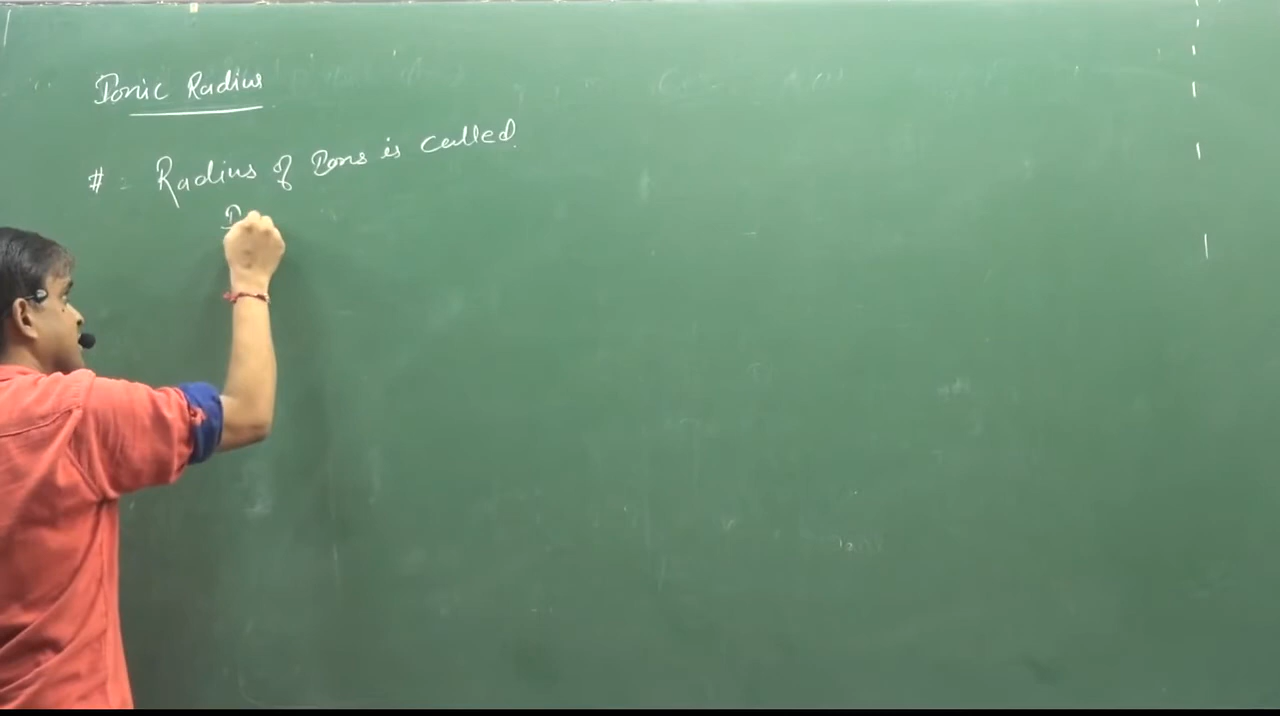 Ionic Radius
# = Radius of Ions is called
I